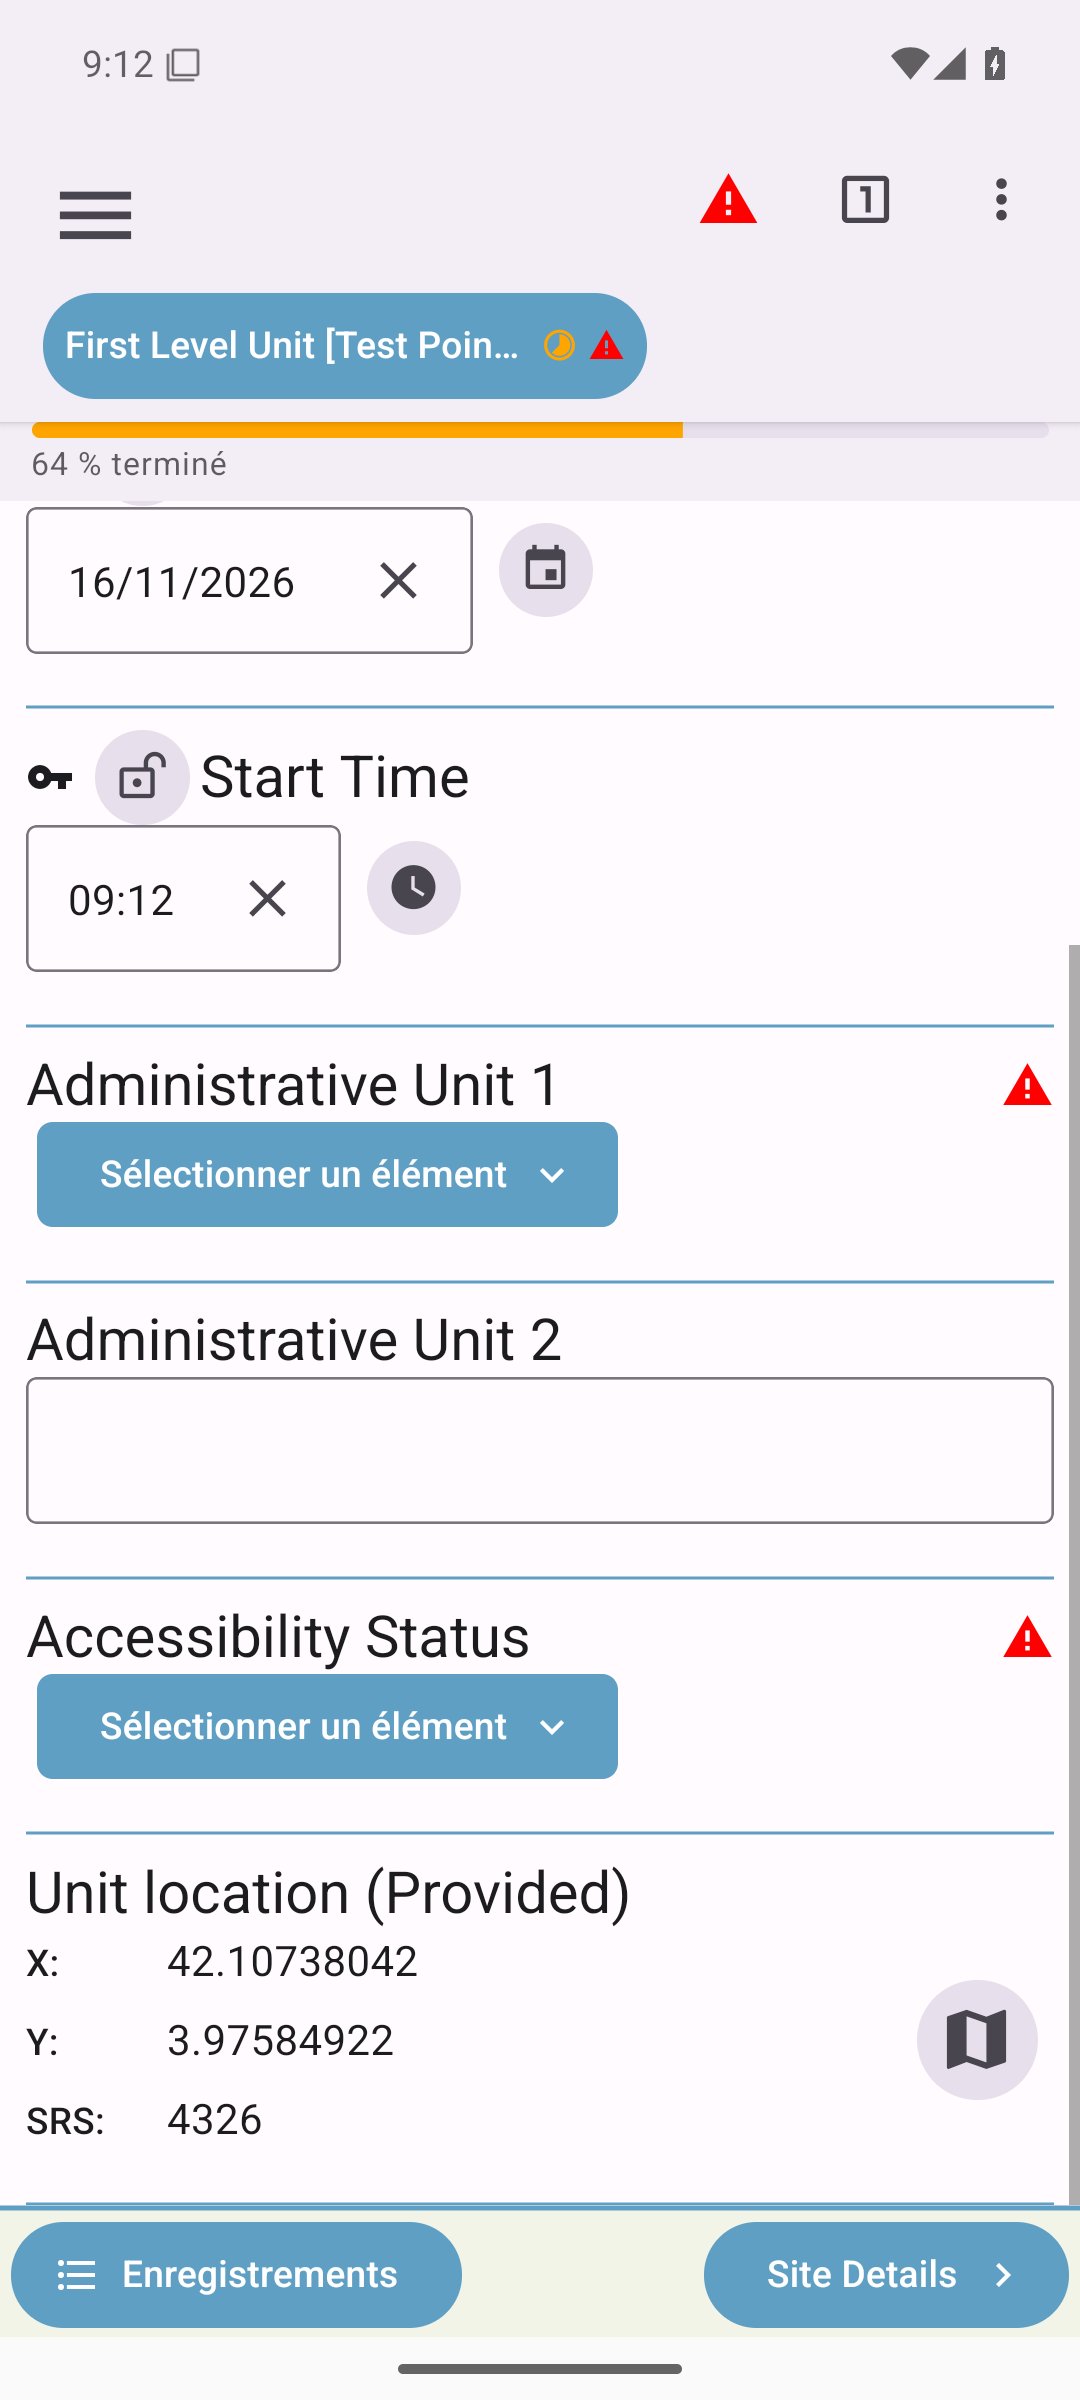 9:12
First Level Unit [Test Poin...
64 % terminé
16/11/2026
Start Time
09:12
Administrative Unit 1
Sélectionner un élément
Administrative Unit 2
Accessibility Status
Sélectionner un élément
Unit location (Provided)
X: 42.10738042
Y: 3.97584922
SRS: 4326
Enregistrements
Site Details